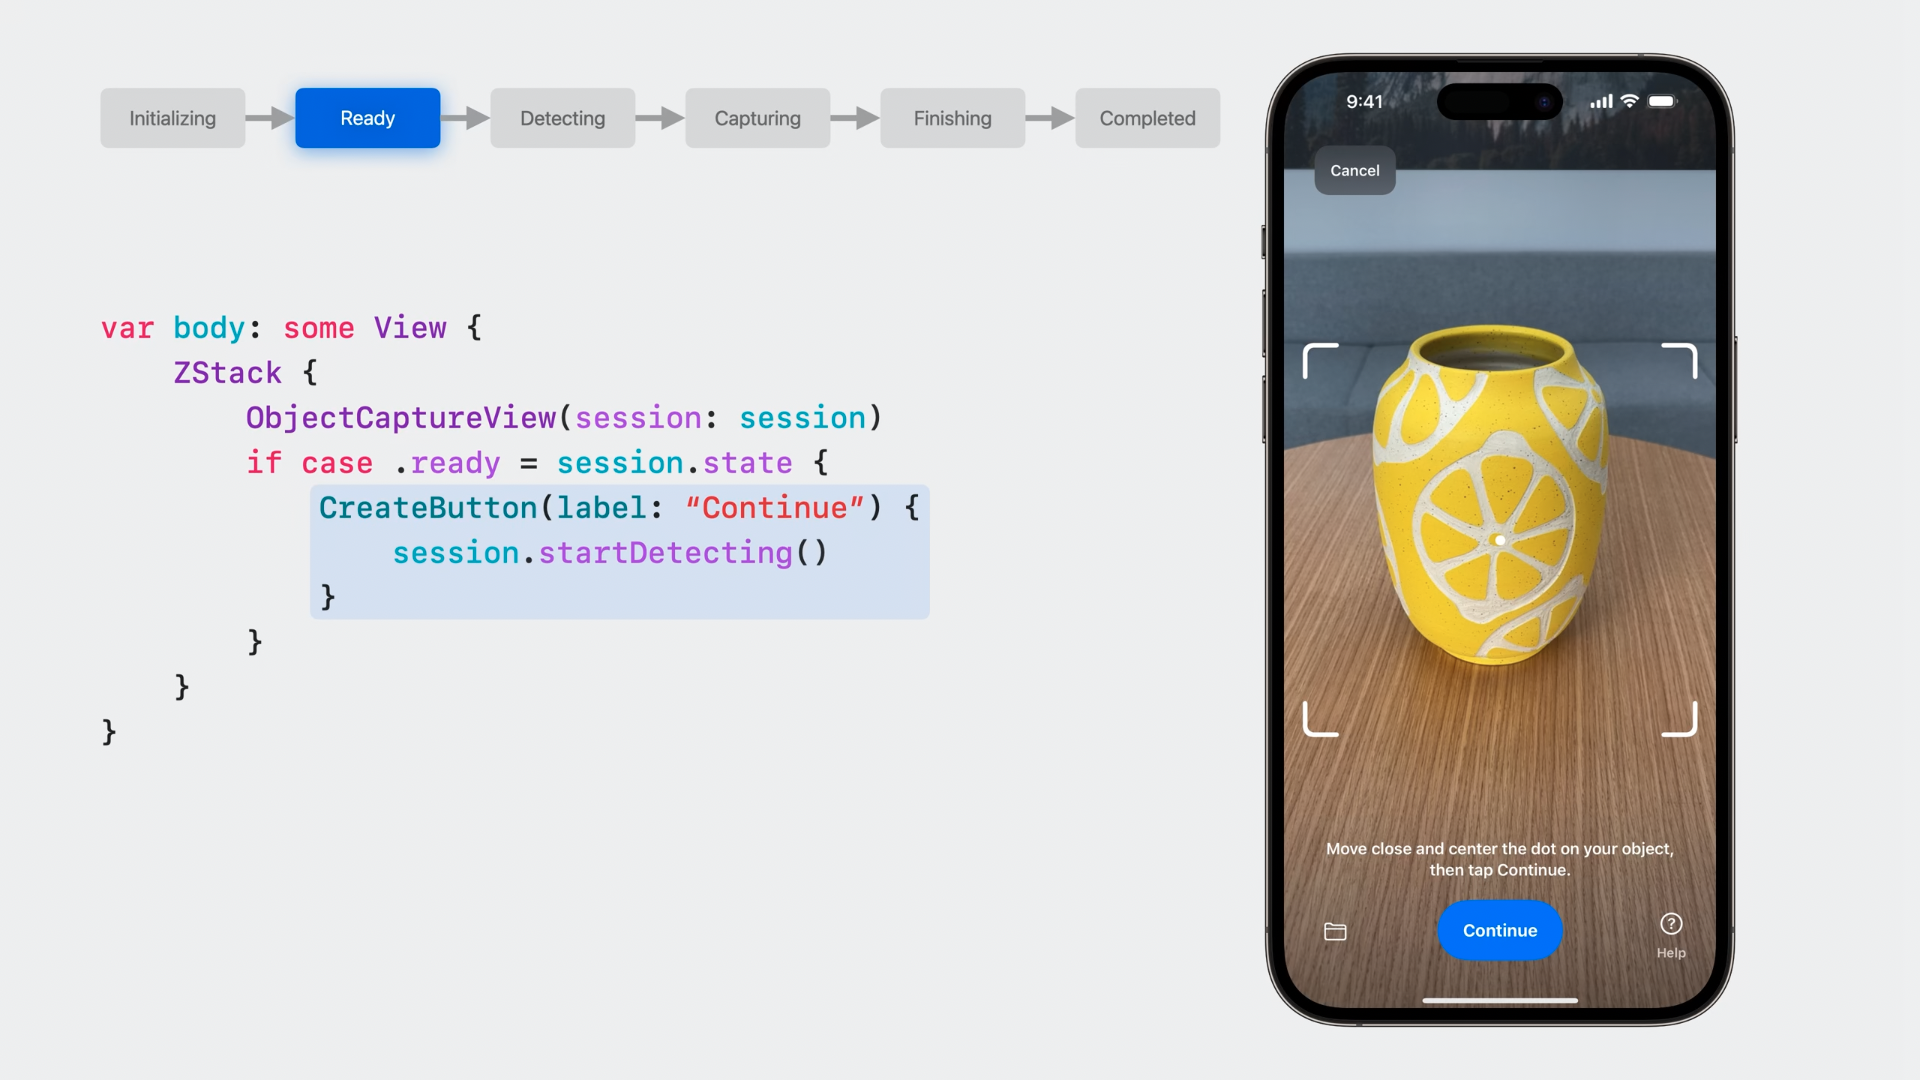 Initializing
Ready
Detecting
Capturing
Finishing
Completed
var body: some View {
ZStack {
ObjectCaptureView(session: session)
if case .ready = session.state {
CreateButton(label: “Continue”) {
session.startDetecting()
}
}
}
}
9:41
Cancel
Move close and center the dot on your object,
then tap Continue.
Continue
?
Help